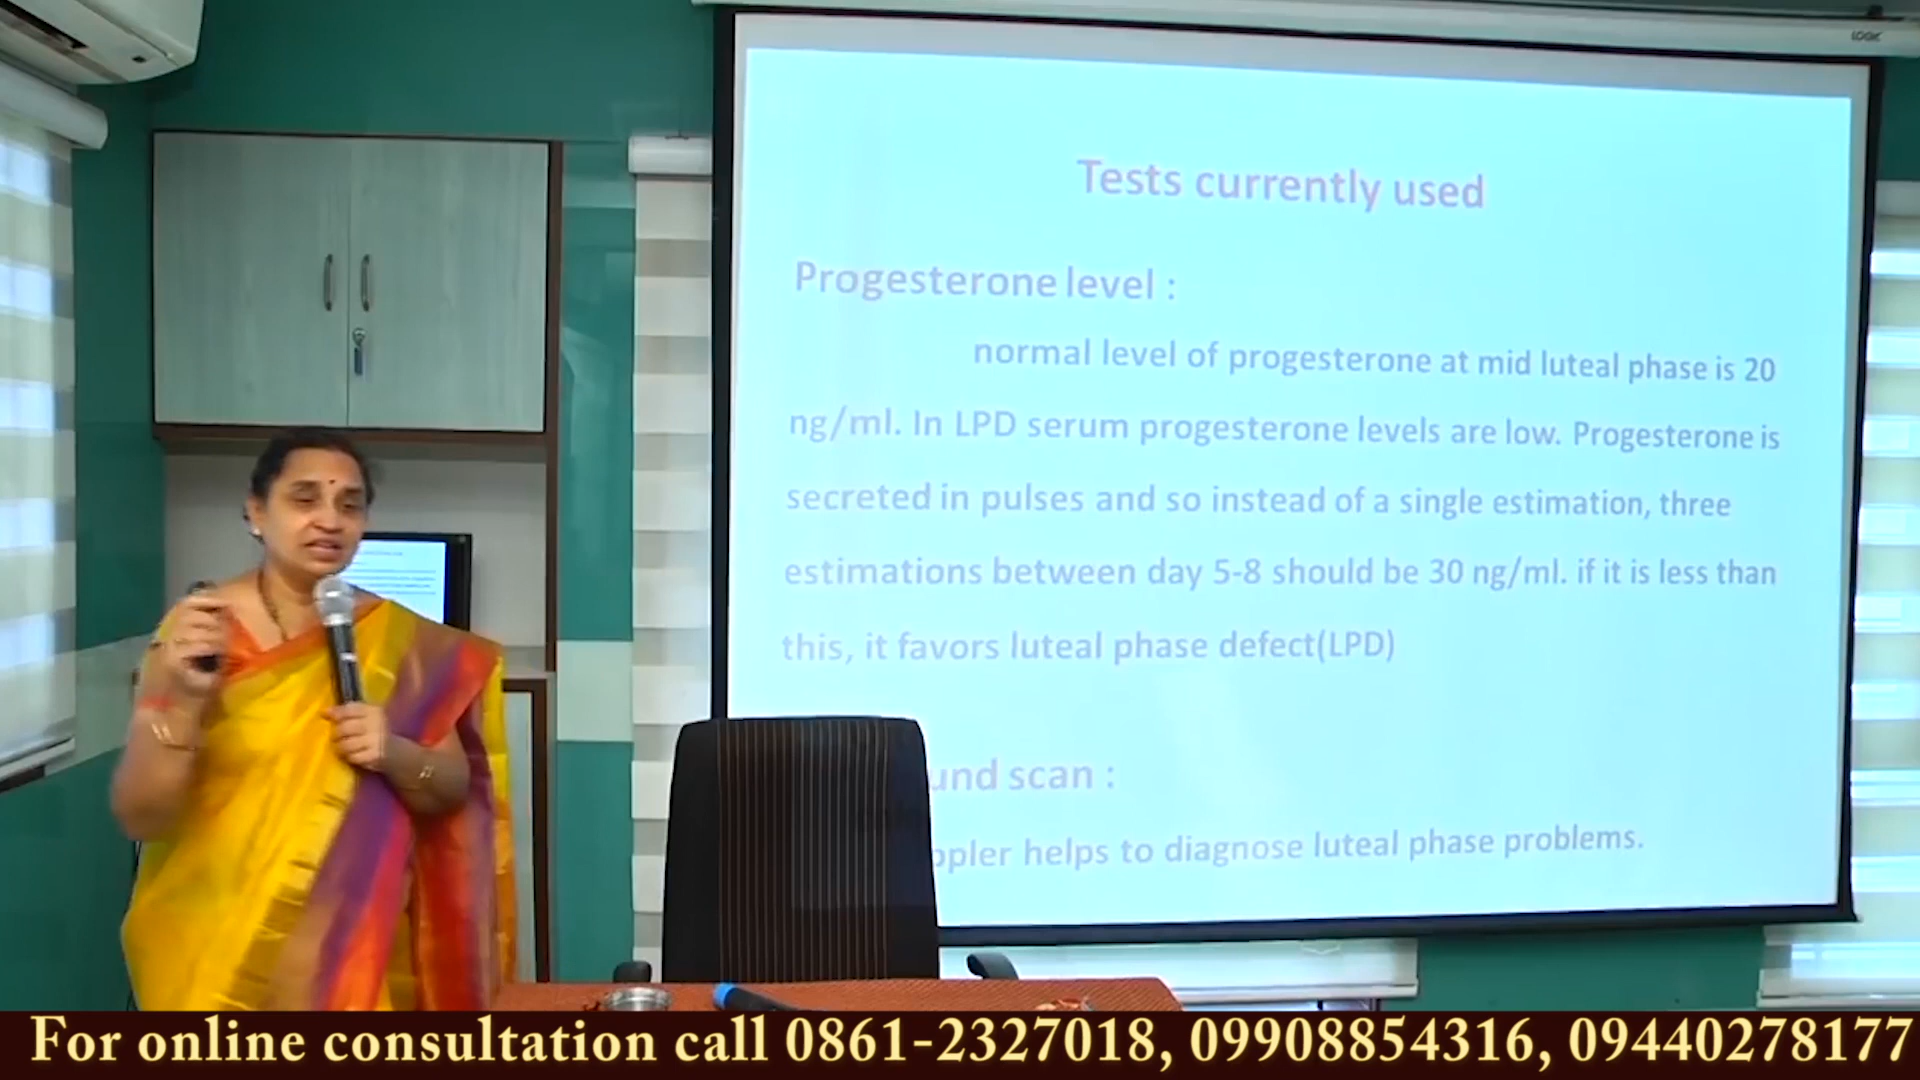 LOGIC
Tests currently used
Progesterone level :
normal level of progesterone at mid luteal phase is 20
ng/ml. In LPD serum progesterone levels are low. Progesterone is
secreted in pulses and so instead of a single estimation, three
estimations between day 5-8 should be 30 ng/ml. if it is less than
this, it favors luteal phase defect(LPD)
und scan :
ppler helps to diagnose luteal phase problems.
For online consultation call 0861-2327018, 09908854316, 09440278177